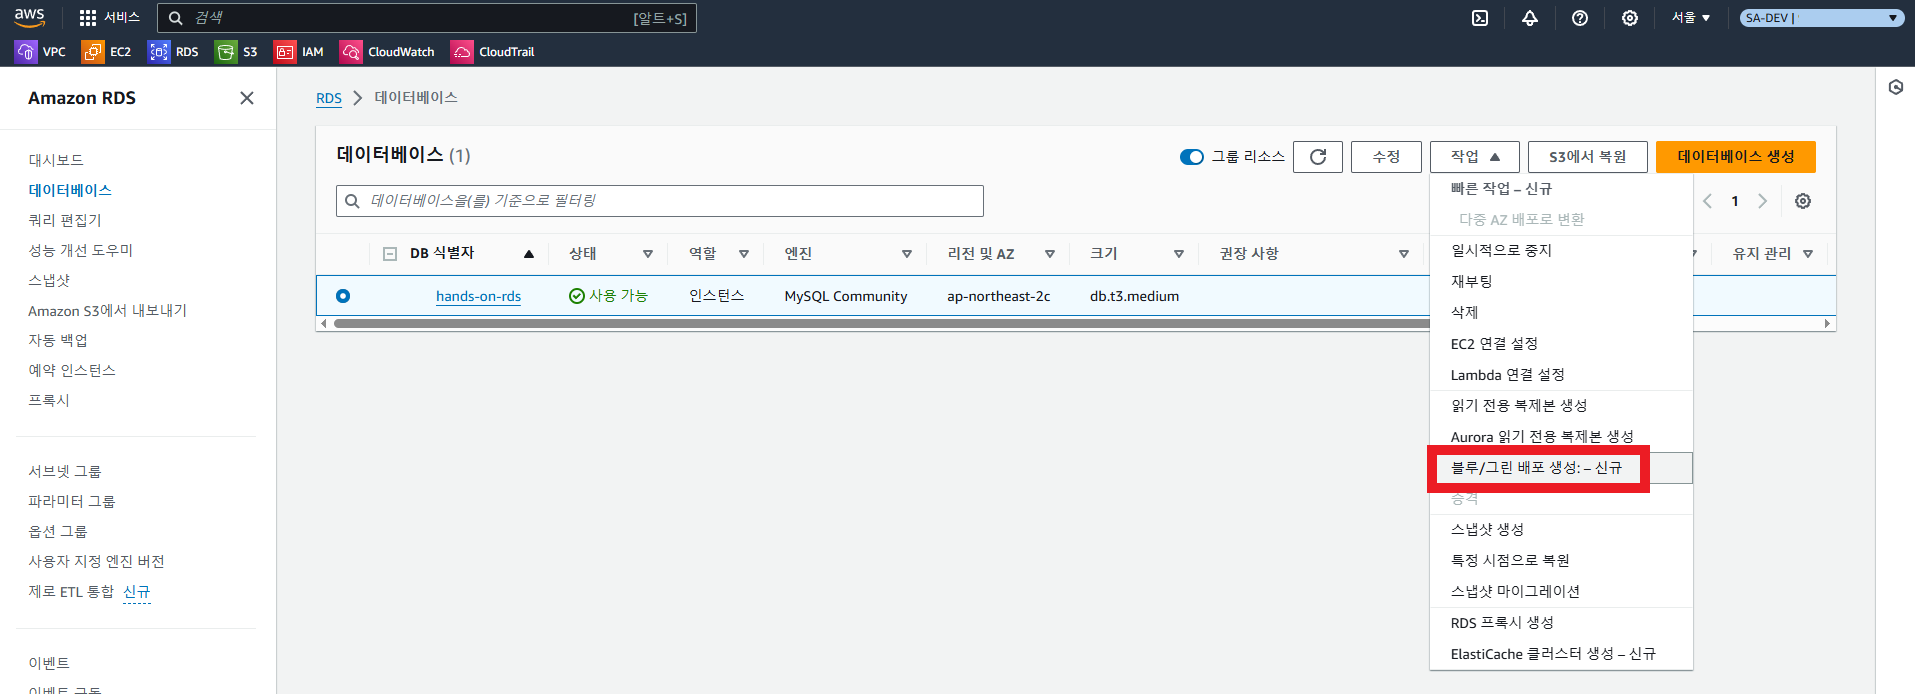 aws 서비스 검색 [알트+S] 서울 ▼ SA-DEV |
VPC EC2 RDS S3 IAM CloudWatch CloudTrail
Amazon RDS
대시보드
데이터베이스
쿼리 편집기
성능 개선 도우미
스냅샷
Amazon S3에서 내보내기
자동 백업
예약 인스턴스
프록시
서브넷 그룹
파라미터 그룹
옵션 그룹
사용자 지정 엔진 버전
제로 ETL 통합 신규
이벤트
이벤트 구독
RDS > 데이터베이스
데이터베이스 (1) 그룹 리소스 수정 작업 ▲ S3에서 복원 데이터베이스 생성
데이터베이스을(를) 기준으로 필터링 1
DB 식별자 상태 역할 엔진 리전 및 AZ 크기 권장 사항 유지 관리
hands-on-rds 사용 가능 인스턴스 MySQL Community ap-northeast-2c db.t3.medium
빠른 작업 – 신규
다중 AZ 배포로 변환
일시적으로 중지
재부팅
삭제
EC2 연결 설정
Lambda 연결 설정
읽기 전용 복제본 생성
Aurora 읽기 전용 복제본 생성
블루/그린 배포 생성: – 신규
승격
스냅샷 생성
특정 시점으로 복원
스냅샷 마이그레이션
RDS 프록시 생성
ElastiCache 클러스터 생성 – 신규